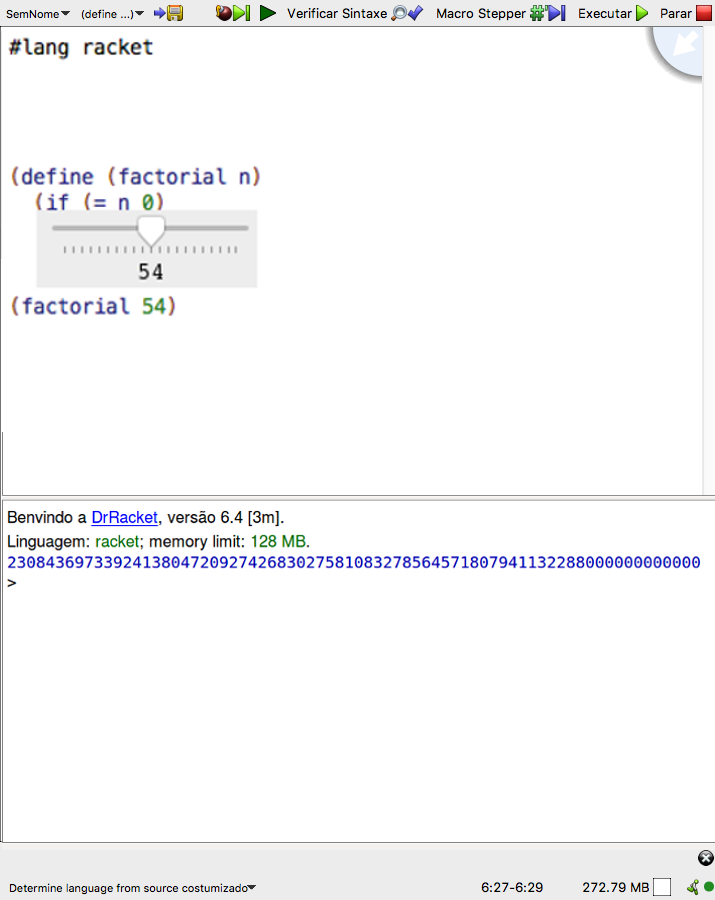 SemNome (define ...) Verificar Sintaxe Macro Stepper Executar Parar
#lang racket
(define (factorial n)
(if (= n 0)
54
(factorial 54)
Benvindo a DrRacket, versão 6.4 [3m].
Linguagem: racket; memory limit: 128 MB.
230843697339241380472092742683027581083278564571807941132288000000000000
>
Determine language from source costumizado 6:27-6:29 272.79 MB